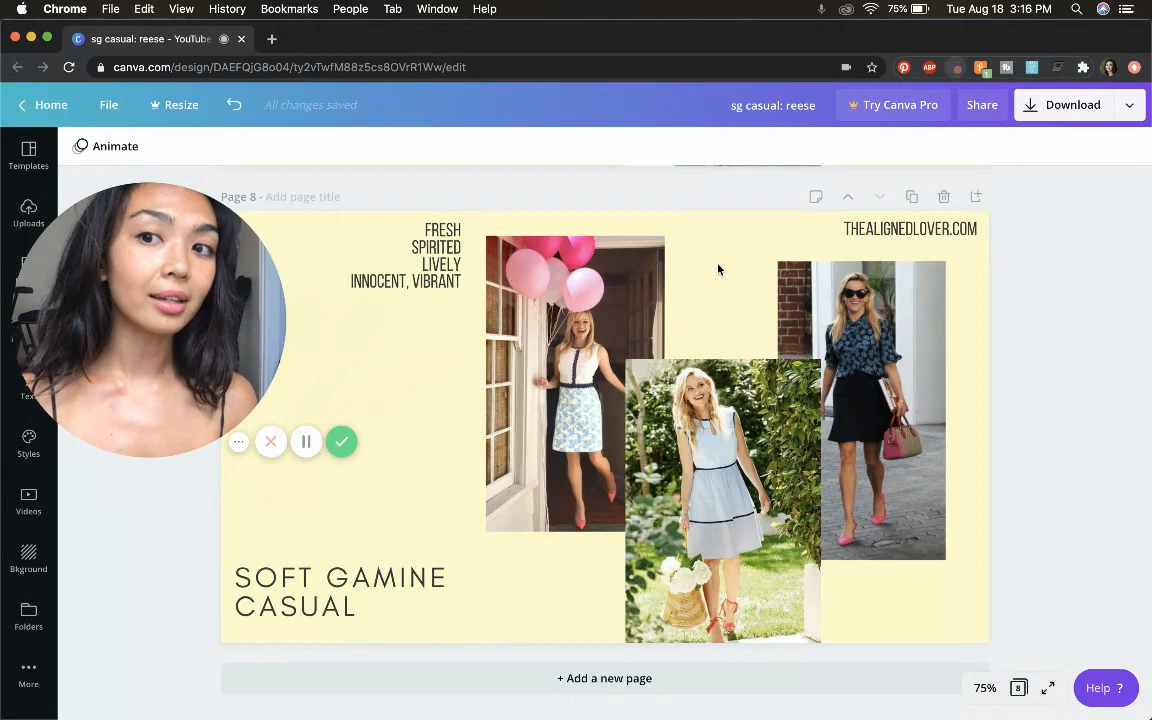 Chrome File Edit View History Bookmarks People Tab Window Help 75% Tue Aug 18 3:16 PM
sg casual: reese - YouTube
canva.com/design/DAEFQjG8o04/ty2vTwfM88z5cs8OVrR1Ww/edit
ABP
1
Home File Resize All changes saved sg casual: reese Try Canva Pro Share Download
Animate
Templates
Uploads
Styles
Videos
Bkground
Folders
More
Page 8 - Add page title
FRESH
SPIRITED
LIVELY
INNOCENT, VIBRANT
THEALIGNEDLOVER.COM
SOFT GAMINE
CASUAL
+ Add a new page
75% 8 Help ?